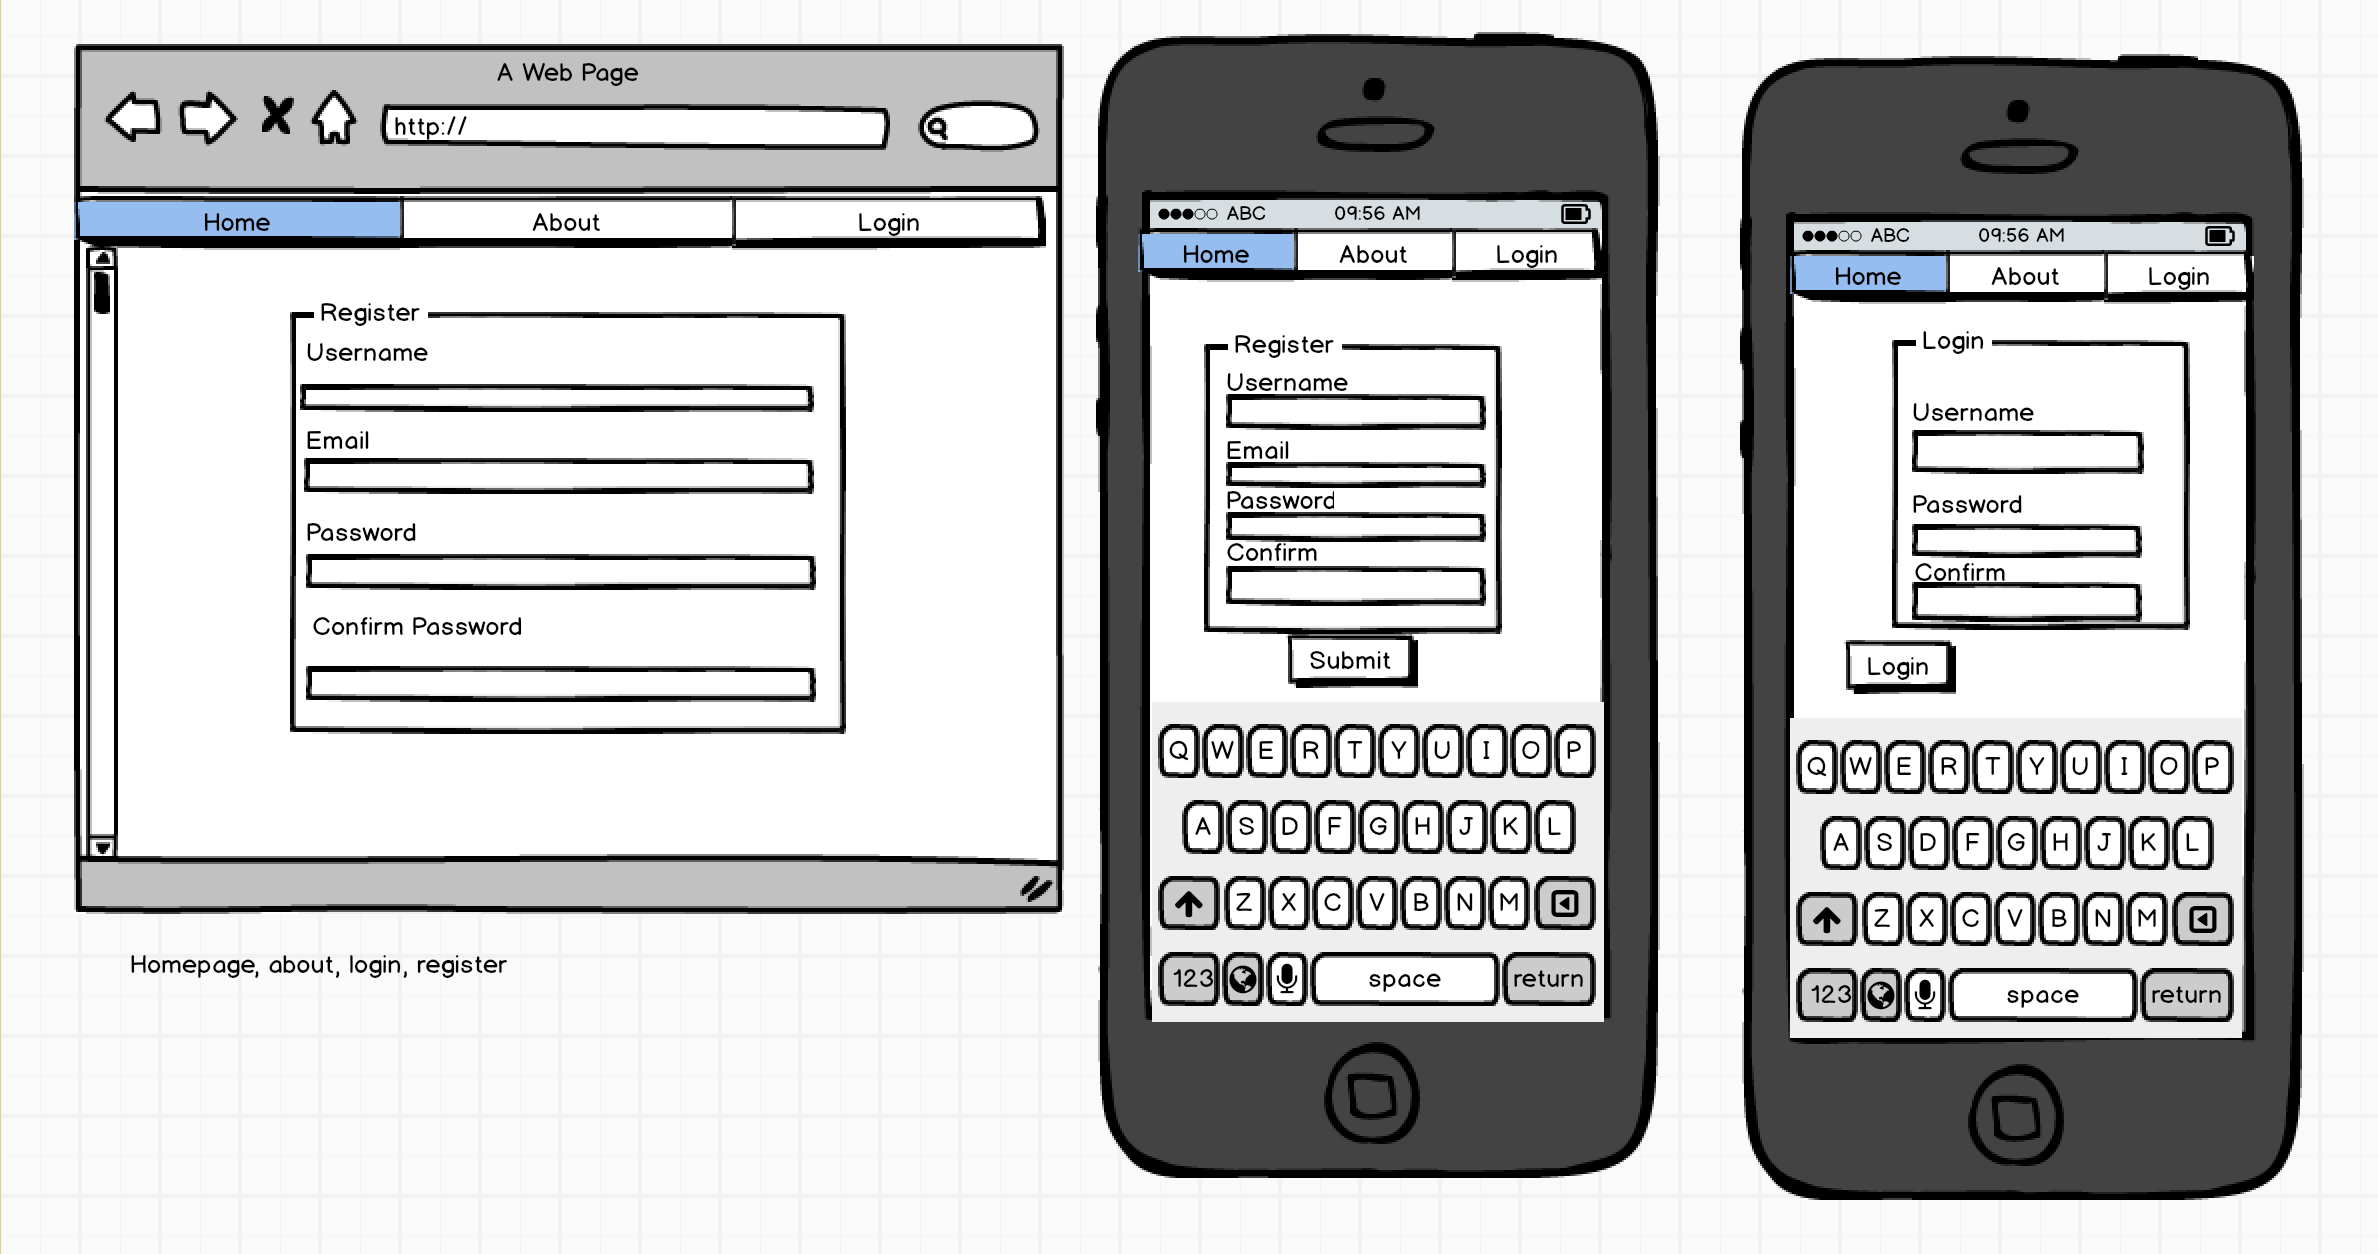 A Web Page
http://
Home About Login
Register
Username
Email
Password
Confirm Password
Homepage, about, login, register
ABC 09:56 AM
Home About Login
Register
Username
Email
Password
Confirm
Submit
Q W E R T Y U I O P
A S D F G H J K L
Z X C V B N M
123 space return
ABC 09:56 AM
Home About Login
Login
Username
Password
Confirm
Login
Q W E R T Y U I O P
A S D F G H J K L
Z X C V B N M
123 space return